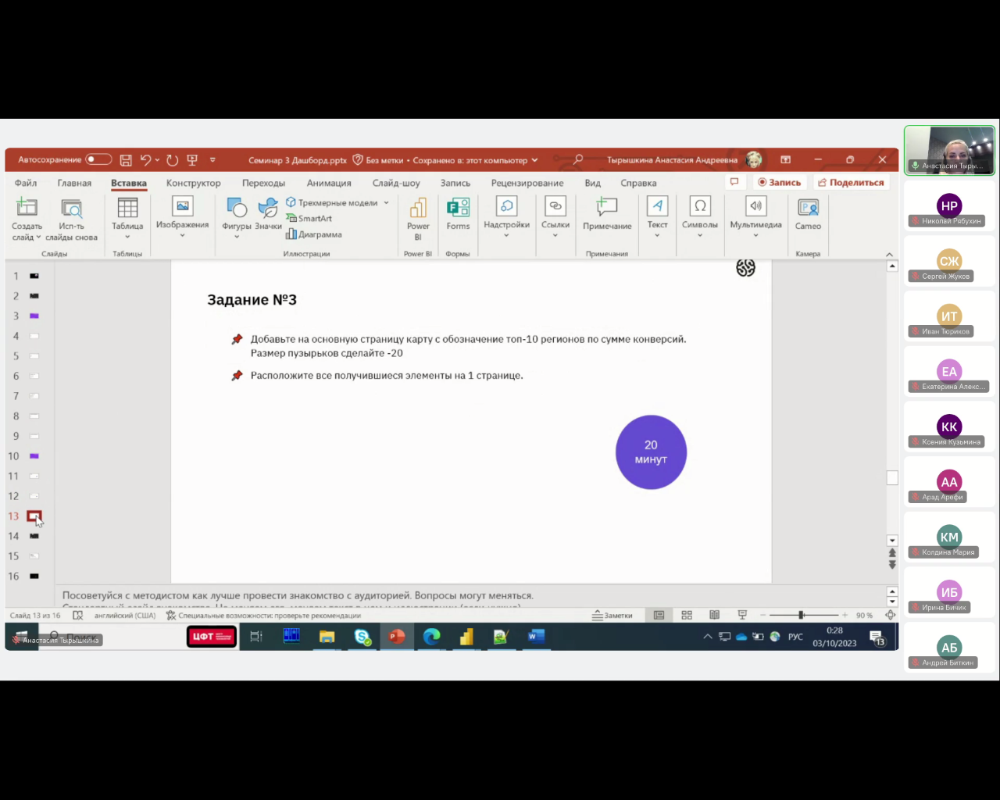 Автосохранение
Семинар 3 Дашборд.pptx
Без метки • Сохранено в: этот компьютер
Тырышкина Анастасия Андреевна
Файл
Главная
Вставка
Конструктор
Переходы
Анимация
Слайд-шоу
Запись
Рецензирование
Вид
Справка
Запись
Поделиться
Создать слайд
Исп-ть слайды снова
Таблица
Изображения
Фигуры
Значки
Трехмерные модели
SmartArt
Диаграмма
Power BI
Forms
Надстройки
Ссылки
Примечание
Текст
Символы
Мультимедиа
Cameo
Слайды
Таблицы
Иллюстрации
Power BI
Формы
Примечания
Камера
1
2
3
4
5
6
7
8
9
10
11
12
13
14
15
16
Задание №3
Добавьте на основную страницу карту с обозначение топ-10 регионов по сумме конверсий.
Размер пузырьков сделайте -20
Расположите все получившиеся элементы на 1 странице.
20
минут
Посоветуйся с методистом как лучше провести знакомство с аудиторией. Вопросы могут меняться.
Слайд 13 из 16
английский (США)
Специальные возможности: проверьте рекомендации
Заметки
90 %
Анастасия Тырышкина
ЦФТ
РУС
0:28
03/10/2023
13
Анастасия Тыры...
НР
Николай Рябухин
СЖ
Сергей Жуков
ИТ
Иван Тюриков
ЕА
Екатерина Алекс...
КК
Ксения Кузьмина
АА
Арад Арефи
КМ
Колдина Мария
ИБ
Ирина Бичик
АБ
Андрей Биткин